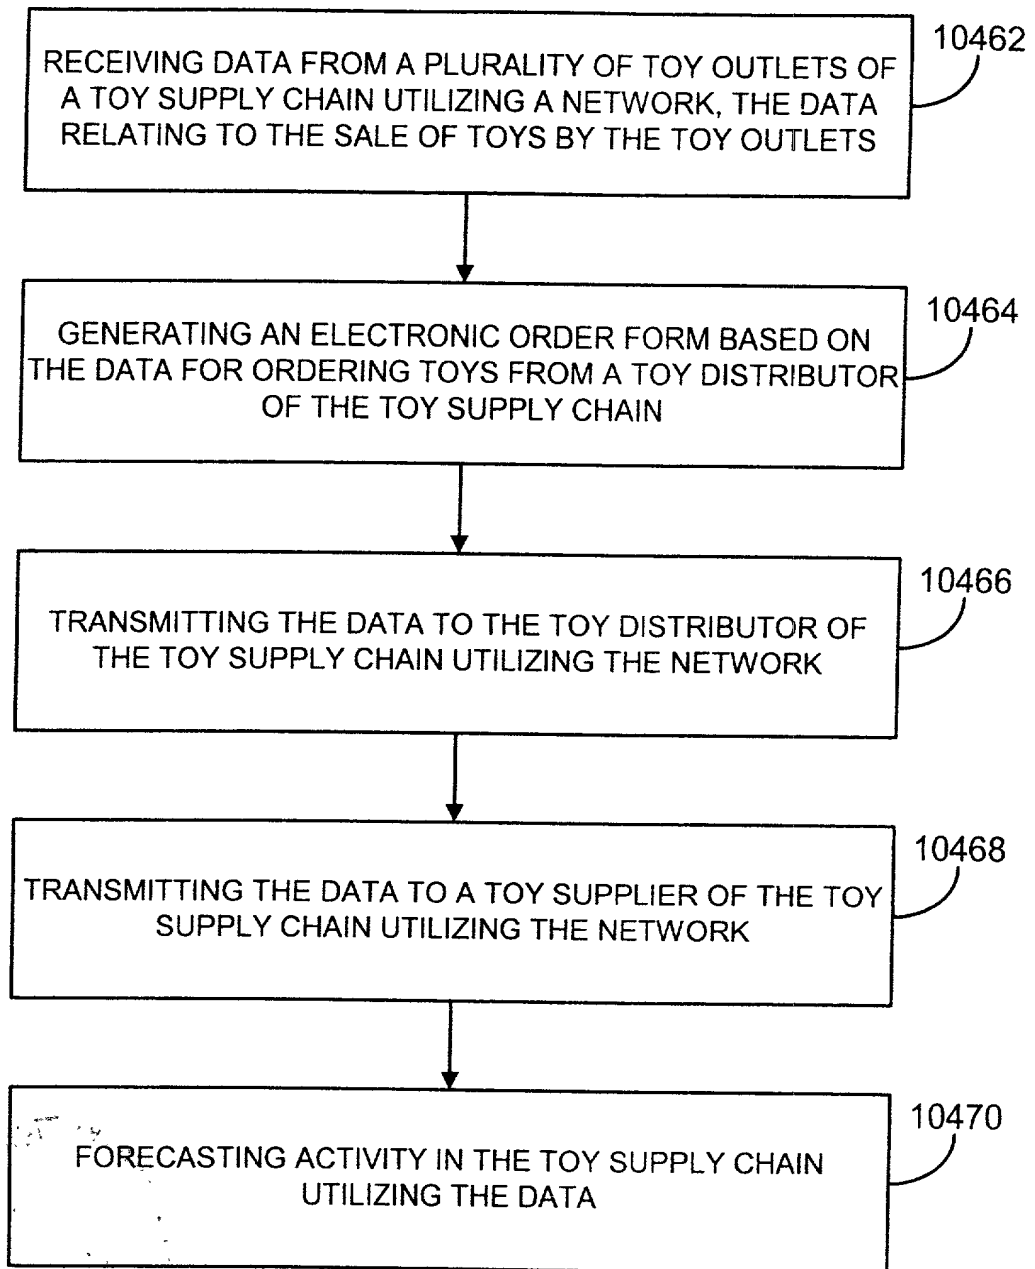 10462
RECEIVING DATA FROM A PLURALITY OF TOY OUTLETS OF
A TOY SUPPLY CHAIN UTILIZING A NETWORK, THE DATA
RELATING TO THE SALE OF TOYS BY THE TOY OUTLETS
10464
GENERATING AN ELECTRONIC ORDER FORM BASED ON
THE DATA FOR ORDERING TOYS FROM A TOY DISTRIBUTOR
OF THE TOY SUPPLY CHAIN
10466
TRANSMITTING THE DATA TO THE TOY DISTRIBUTOR OF
THE TOY SUPPLY CHAIN UTILIZING THE NETWORK
10468
TRANSMITTING THE DATA TO A TOY SUPPLIER OF THE TOY
SUPPLY CHAIN UTILIZING THE NETWORK
10470
FORECASTING ACTIVITY IN THE TOY SUPPLY CHAIN
UTILIZING THE DATA